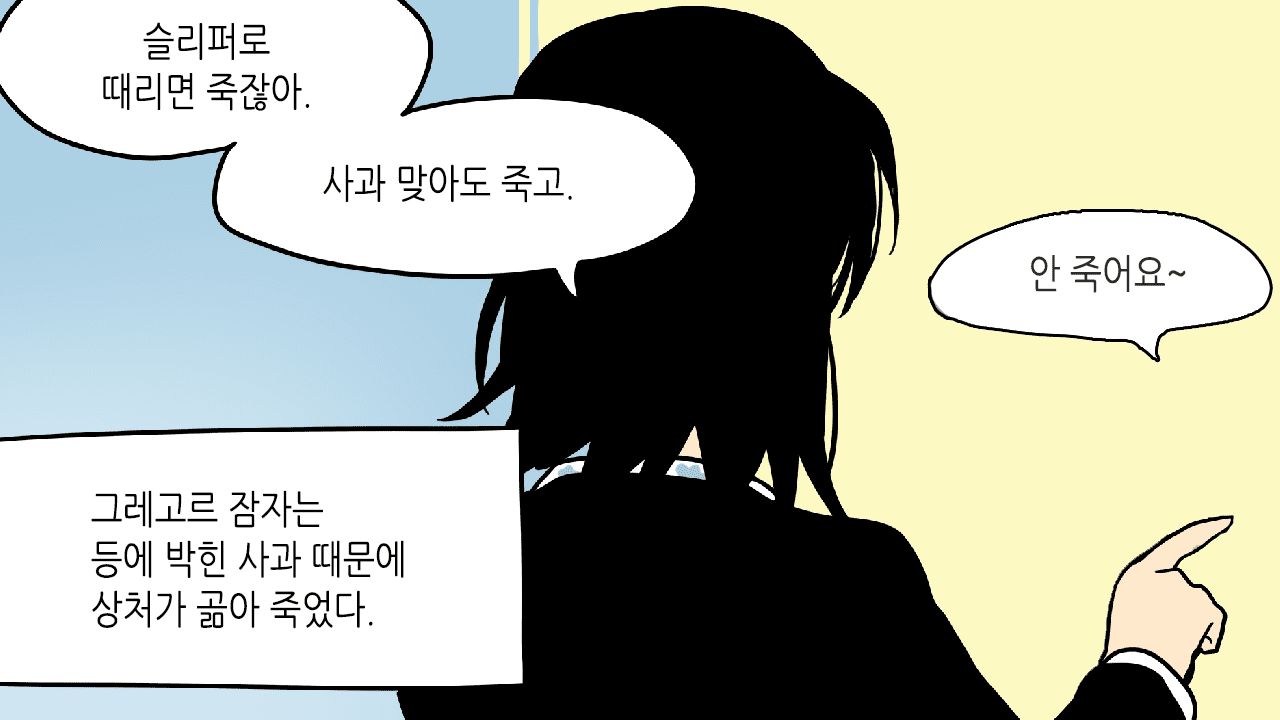 슬리퍼로
때리면 죽잖아.
사과 맞아도 죽고.
안 죽어요~
그레고르 잠자는
등에 박힌 사과 때문에
상처가 곪아 죽었다.